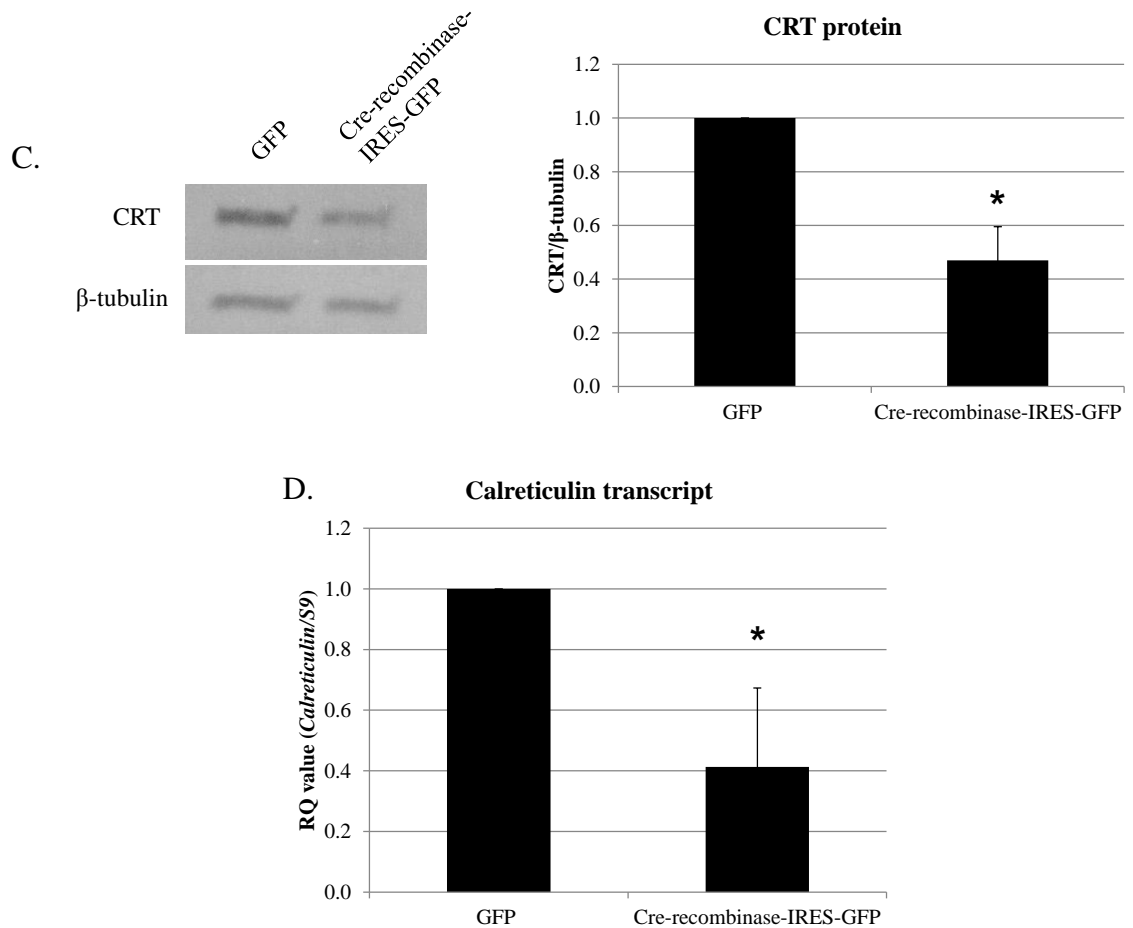 C.
GFP
Cre-recombinase-
IRES-GFP
CRT
β-tubulin
CRT protein
CRT/β-tubulin
1.2
1.0
0.8
0.6
0.4
0.2
0.0
*
GFP
Cre-recombinase-IRES-GFP
D.
Calreticulin transcript
RQ value (Calreticulin/S9)
1.2
1.0
0.8
0.6
0.4
0.2
0.0
*
GFP
Cre-recombinase-IRES-GFP